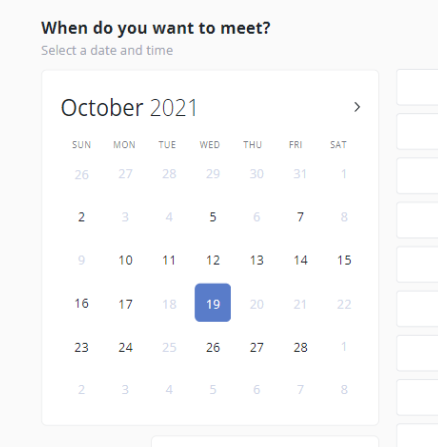 When do you want to meet?
Select a date and time
October 2021 >
SUN MON TUE WED THU FRI SAT
26 27 28 29 30 31 1
2 3 4 5 6 7 8
9 10 11 12 13 14 15
16 17 18 19 20 21 22
23 24 25 26 27 28 1
2 3 4 5 6 7 8